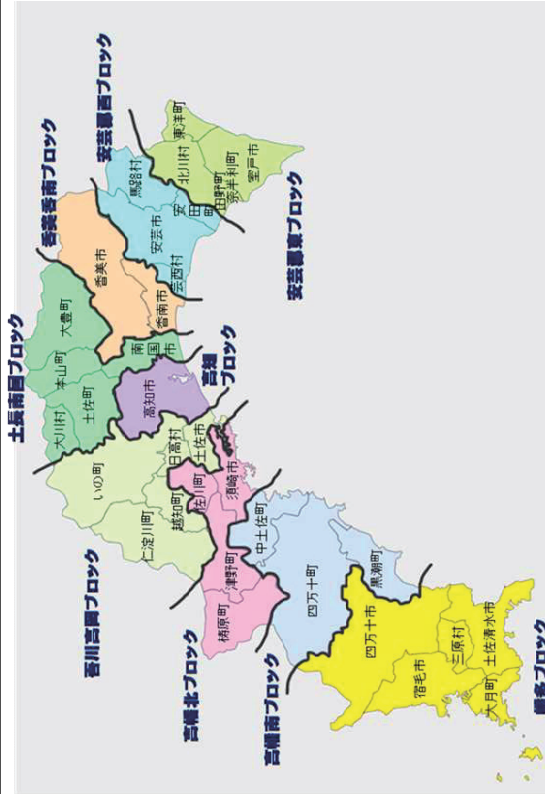 土長南国ブロック
香美香南ブロック
安芸郡西ブロック
安芸郡東ブロック
高知
ブロック
吾川高岡ブロック
高幡北ブロック
高幡南ブロック
幡多ブロック
大川村
本山町
大豊町
土佐町
南国市
香美市
香南市
馬路村
安芸市
芸西村
安田町
東洋町
北川村
田野町
奈半利町
室戸市
高知市
いの町
日高村
土佐市
仁淀川町
越知町
佐川町
須崎市
津野町
梼原町
中土佐町
四万十町
黒潮町
四万十市
宿毛市
三原村
大月町
土佐清水市